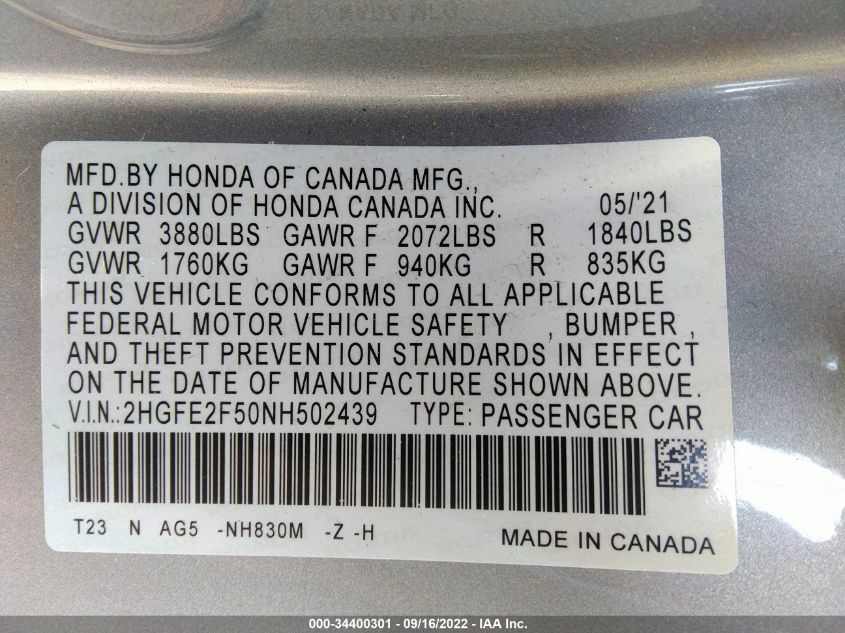 MFD.BY HONDA OF CANADA MFG.,
A DIVISION OF HONDA CANADA INC. 05/'21
GVWR 3880LBS GAWR F 2072LBS R 1840LBS
GVWR 1760KG GAWR F 940KG R 835KG
THIS VEHICLE CONFORMS TO ALL APPLICABLE
FEDERAL MOTOR VEHICLE SAFETY , BUMPER ,
AND THEFT PREVENTION STANDARDS IN EFFECT
ON THE DATE OF MANUFACTURE SHOWN ABOVE.
V.I.N.: 2HGFE2F50NH502439 TYPE: PASSENGER CAR
T23 N AG5 -NH830M -Z -H
MADE IN CANADA
000-34400301 - 09/16/2022 - IAA Inc.